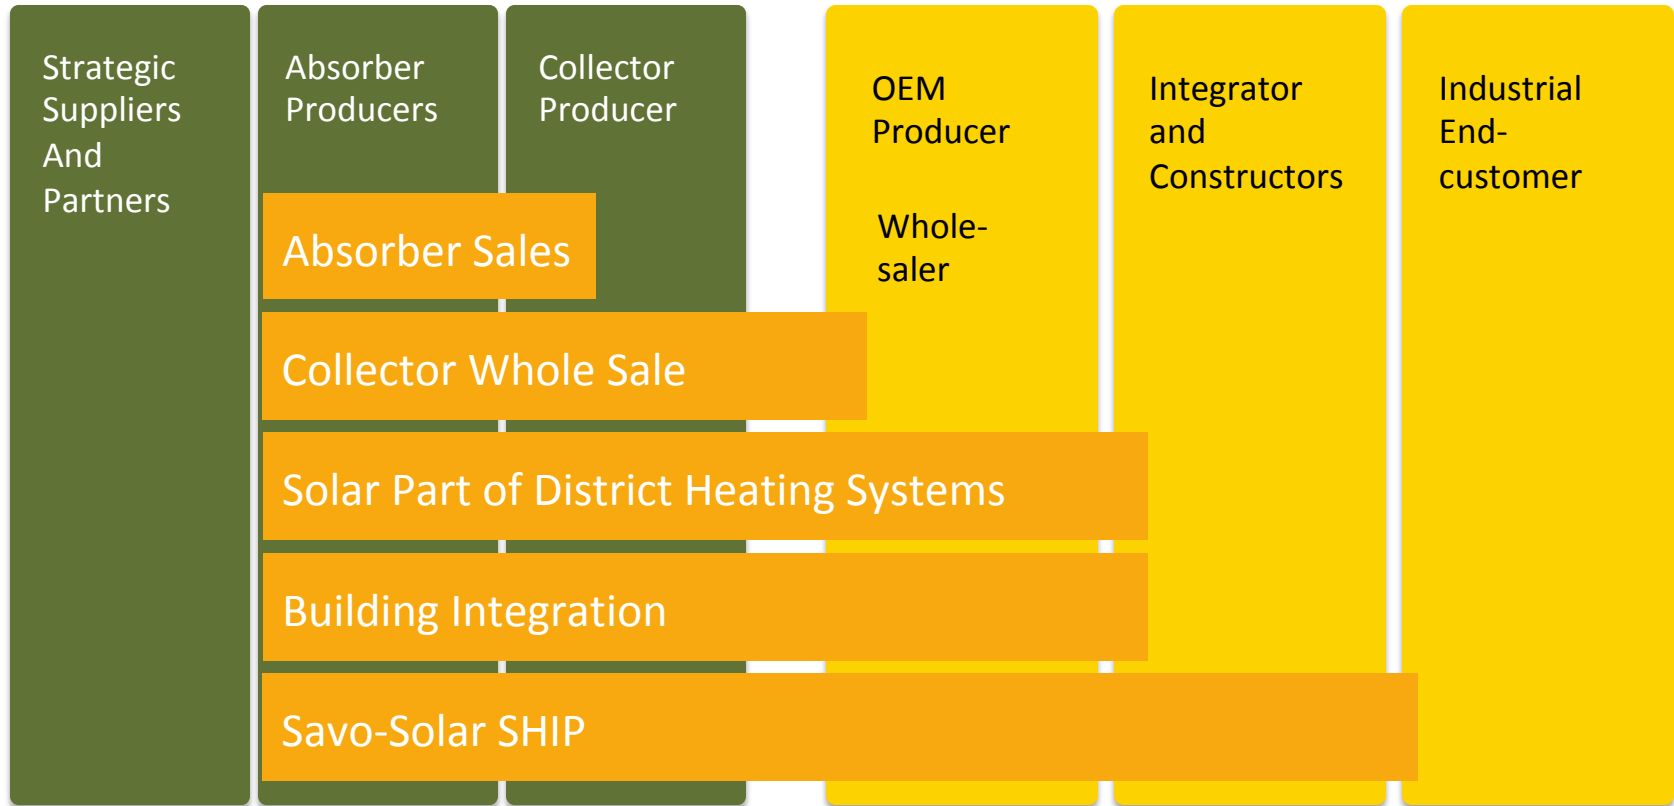 Strategic
Suppliers
And
Partners
Absorber
Producers
Collector
Producer
OEM
Producer
Whole-
saler
Integrator
and
Constructors
Industrial
End-
customer
Absorber Sales
Collector Whole Sale
Solar Part of District Heating Systems
Building Integration
Savo-Solar SHIP